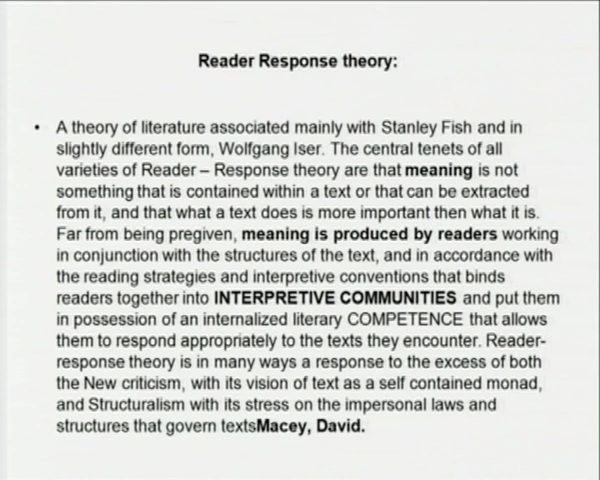 Reader Response theory:
• A theory of literature associated mainly with Stanley Fish and in
slightly different form, Wolfgang Iser. The central tenets of all
varieties of Reader – Response theory are that meaning is not
something that is contained within a text or that can be extracted
from it, and that what a text does is more important then what it is.
Far from being pregiven, meaning is produced by readers working
in conjunction with the structures of the text, and in accordance with
the reading strategies and interpretive conventions that binds
readers together into INTERPRETIVE COMMUNITIES and put them
in possession of an internalized literary COMPETENCE that allows
them to respond appropriately to the texts they encounter. Reader-
response theory is in many ways a response to the excess of both
the New criticism, with its vision of text as a self contained monad,
and Structuralism with its stress on the impersonal laws and
structures that govern textsMacey, David.